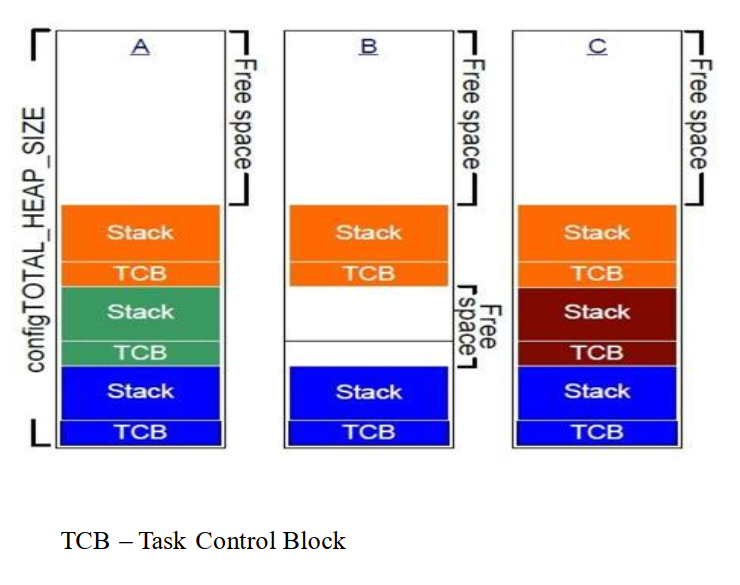 A
B
C
configTOTAL_HEAP_SIZE
Free space
Free space
Free space
Stack
TCB
Stack
TCB
Stack
TCB
Stack
TCB
Free
space
Stack
TCB
Stack
TCB
Stack
TCB
Stack
TCB
TCB – Task Control Block